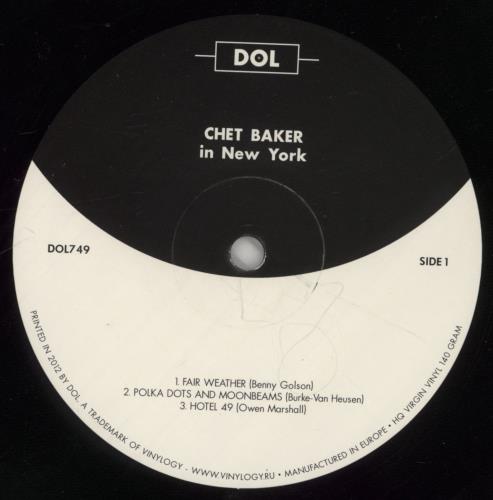 DOL
CHET BAKER
in New York
DOL749
SIDE 1
1. FAIR WEATHER (Benny Golson)
2. POLKA DOTS AND MOONBEAMS (Burke-Van Heusen)
3. HOTEL 49 (Owen Marshall)
PRINTED IN 2012 BY DOL. A TRADEMARK OF VINYLOGY - WWW.VINYLOGY.RU • MANUFACTURED IN EUROPE • HQ VIRGIN VINYL 140 GRAM